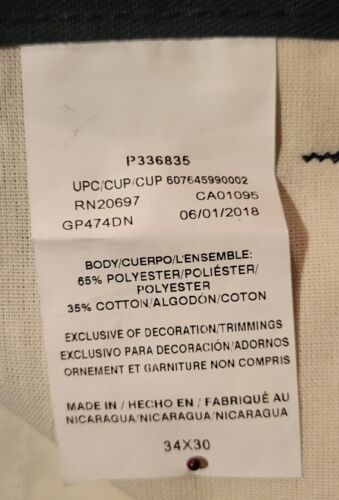 P336835
UPC/CUP/CUP 607645990002
RN20697 CA01095
GP474DN 06/01/2018
BODY/CUERPO/L'ENSEMBLE:
65% POLYESTER/POLIÉSTER/
POLYESTER
35% COTTON/ALGODÓN/COTON
EXCLUSIVE OF DECORATION/TRIMMINGS
EXCLUSIVO PARA DECORACIÓN/ADORNOS
ORNEMENT ET GARNITURE NON COMPRIS
MADE IN / HECHO EN / FABRIQUÉ AU
NICARAGUA/NICARAGUA/NICARAGUA
34X30